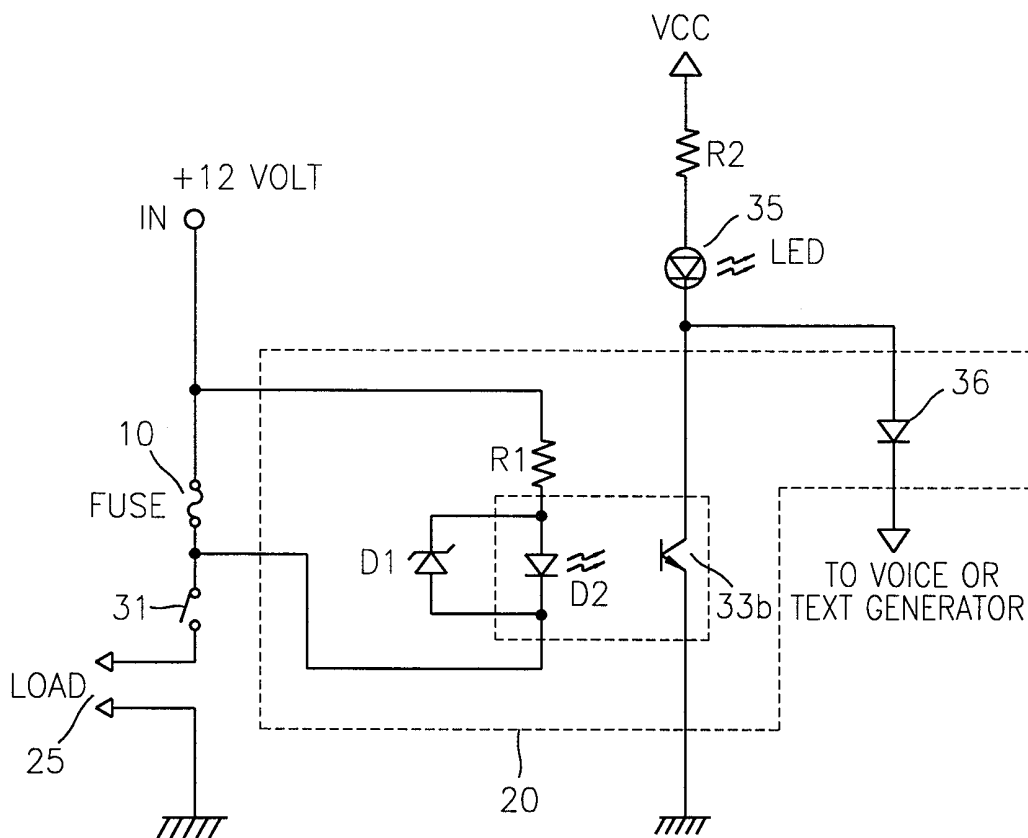 VCC
R2
+12 VOLT
IN
35
LED
36
10
R1
FUSE
D1
D2
33b
TO VOICE OR
TEXT GENERATOR
31
LOAD
25
20